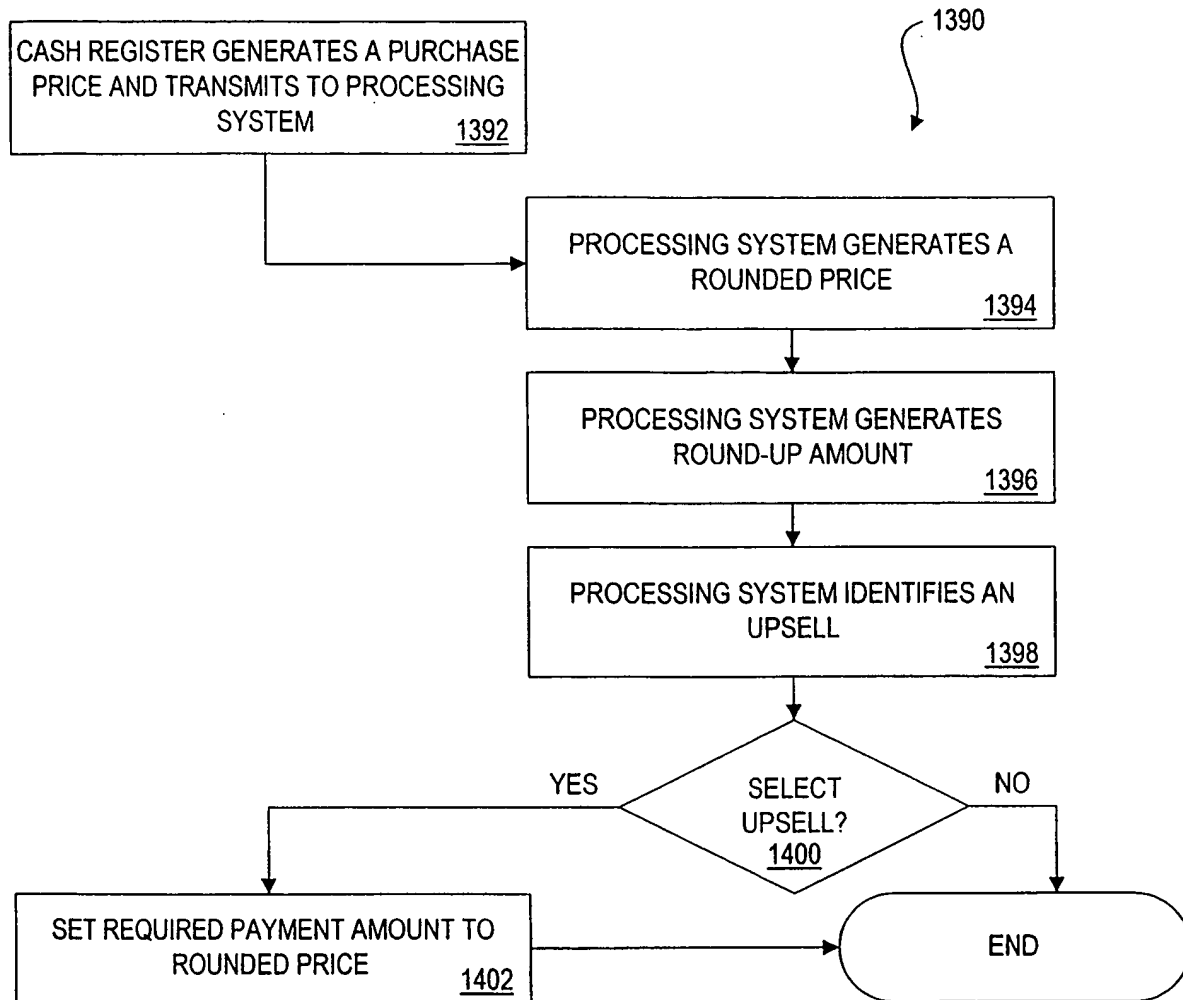 1390
CASH REGISTER GENERATES A PURCHASE
PRICE AND TRANSMITS TO PROCESSING
SYSTEM
1392
PROCESSING SYSTEM GENERATES A
ROUNDED PRICE
1394
PROCESSING SYSTEM GENERATES
ROUND-UP AMOUNT
1396
PROCESSING SYSTEM IDENTIFIES AN
UPSELL
1398
YES
SELECT
UPSELL?
1400
NO
SET REQUIRED PAYMENT AMOUNT TO
ROUNDED PRICE
1402
END